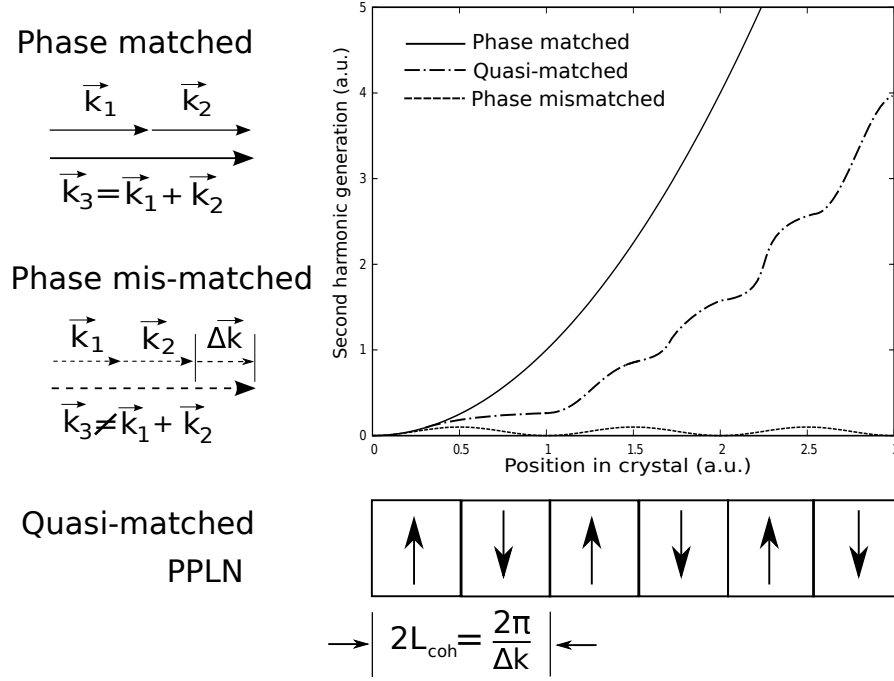 Phase matched
k₁ k₂
k₃=k₁+k₂
Phase mis-matched
k₁ k₂ Δk
k₃≠k₁+k₂
Quasi-matched
PPLN
Second harmonic generation (a.u.)
5
4
3
2
1
0
Phase matched
Quasi-matched
Phase mismatched
0 0.5 1 1.5 2 2.5 3
Position in crystal (a.u.)
2L_coh = 2π/Δk